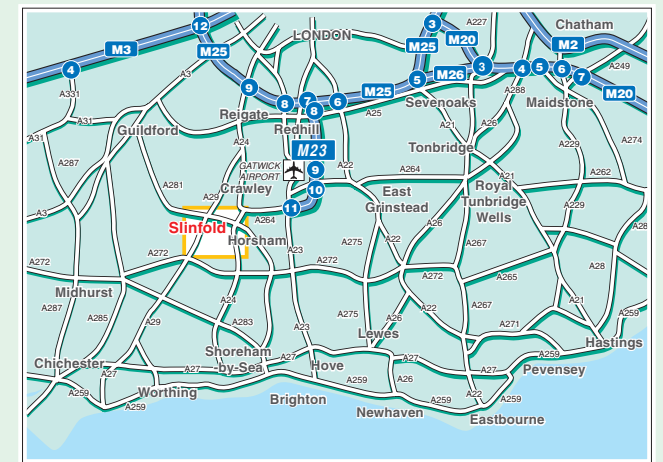 3
A227
Chatham
12
LONDON
M20
M3
M25
M25
M2
4
A3
3
4
5
6
A249
5
M26
7
9
M25
A331
8
7
6
Sevenoaks
A288
Maidstone
M20
Reigate
8
A25
A31
Redhill
A21
A26
Guildford
A24
M23
Tonbridge
A229
A274
A31
GATWICK
AIRPORT
A287
9
A22
A264
A21
A262
A281
Crawley
10
East
Grinstead
Royal
Tunbridge
Wells
A229
A29
A3
11
A264
Slinfold
Horsham
A26
A275
A22
A267
A23
A272
A272
A272
A28
A272
A265
Midhurst
A24
A22
A267
A21
A287
A285
A29
A283
A23
A275
A26
A271
A259
Lewes
Hastings
Chichester
Shoreham
-by-Sea
A27
Hove
A27
A259
A27
A27
Pevensey
A259
Worthing
A259
A26
A259
Brighton
A22
A259
Newhaven
Eastbourne